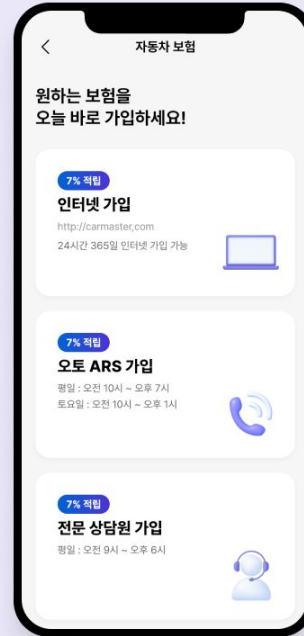 자동차 보험
원하는 보험을
오늘 바로 가입하세요!
7% 적립
인터넷 가입
http://carmaster,com
24시간 365일 인터넷 가입 가능
7% 적립
오토 ARS 가입
평일 : 오전 10시 ~ 오후 7시
토요일 : 오전 10시 ~ 오후 1시
7% 적립
전문 상담원 가입
평일 : 오전 9시 ~ 오후 6시